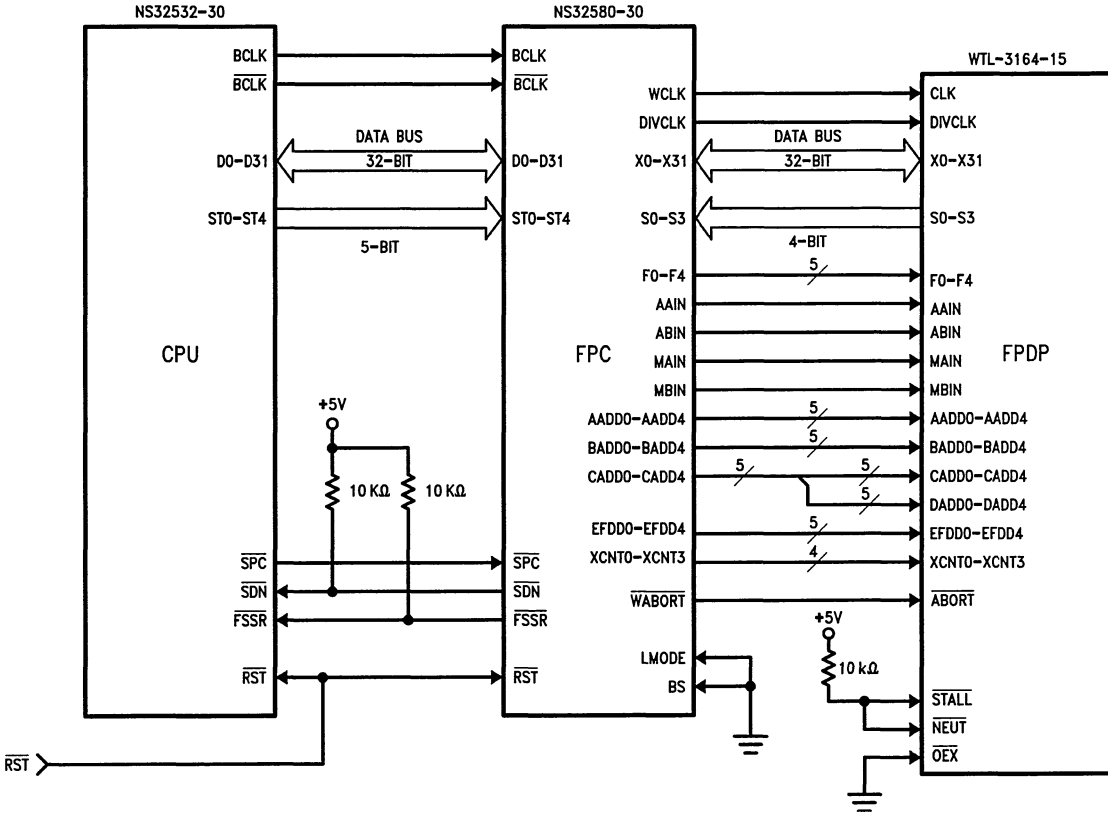 NS32532-30
NS32580-30
WTL-3164-15
BCLK
BCLK
BCLK
BCLK
WCLK
CLK
DIVCLK
DIVCLK
DATA BUS
32-BIT
D0-D31
D0-D31
DATA BUS
32-BIT
X0-X31
X0-X31
ST0-ST4
ST0-ST4
5-BIT
S0-S3
S0-S3
4-BIT
F0-F4
5
F0-F4
AAIN
AAIN
ABIN
ABIN
CPU
FPC
FPDP
MAIN
MAIN
MBIN
MBIN
+5V
10 KΩ
10 KΩ
AADD0-AADD4
5
AADD0-AADD4
BADD0-BADD4
5
BADD0-BADD4
CADD0-CADD4
5
5
CADD0-CADD4
5
DADD0-DADD4
EFDD0-EFDD4
5
EFDD0-EFDD4
XCNT0-XCNT3
4
XCNT0-XCNT3
SPC
SPC
SDN
SDN
WABORT
ABORT
FSSR
FSSR
+5V
10 kΩ
LMODE
BS
RST
RST
STALL
NEUT
OEX
RST